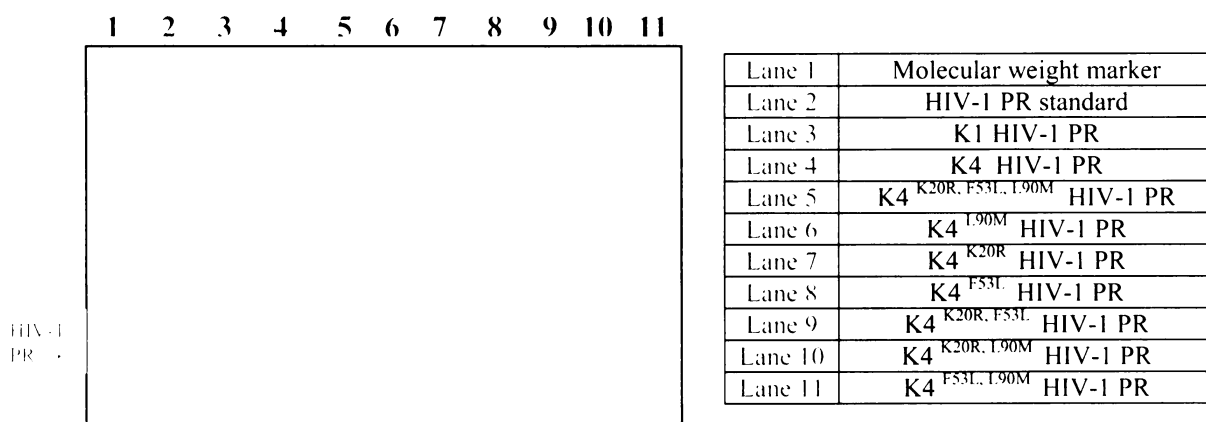 1 2 3 4 5 6 7 8 9 10 11
HIV-1
PR
Lane 1 Molecular weight marker
Lane 2 HIV-1 PR standard
Lane 3 K1 HIV-1 PR
Lane 4 K4 HIV-1 PR
Lane 5 K4 K20R, F53L, L90M HIV-1 PR
Lane 6 K4 L90M HIV-1 PR
Lane 7 K4 K20R HIV-1 PR
Lane 8 K4 F53L HIV-1 PR
Lane 9 K4 K20R, F53L HIV-1 PR
Lane 10 K4 K20R, L90M HIV-1 PR
Lane 11 K4 F53L, L90M HIV-1 PR